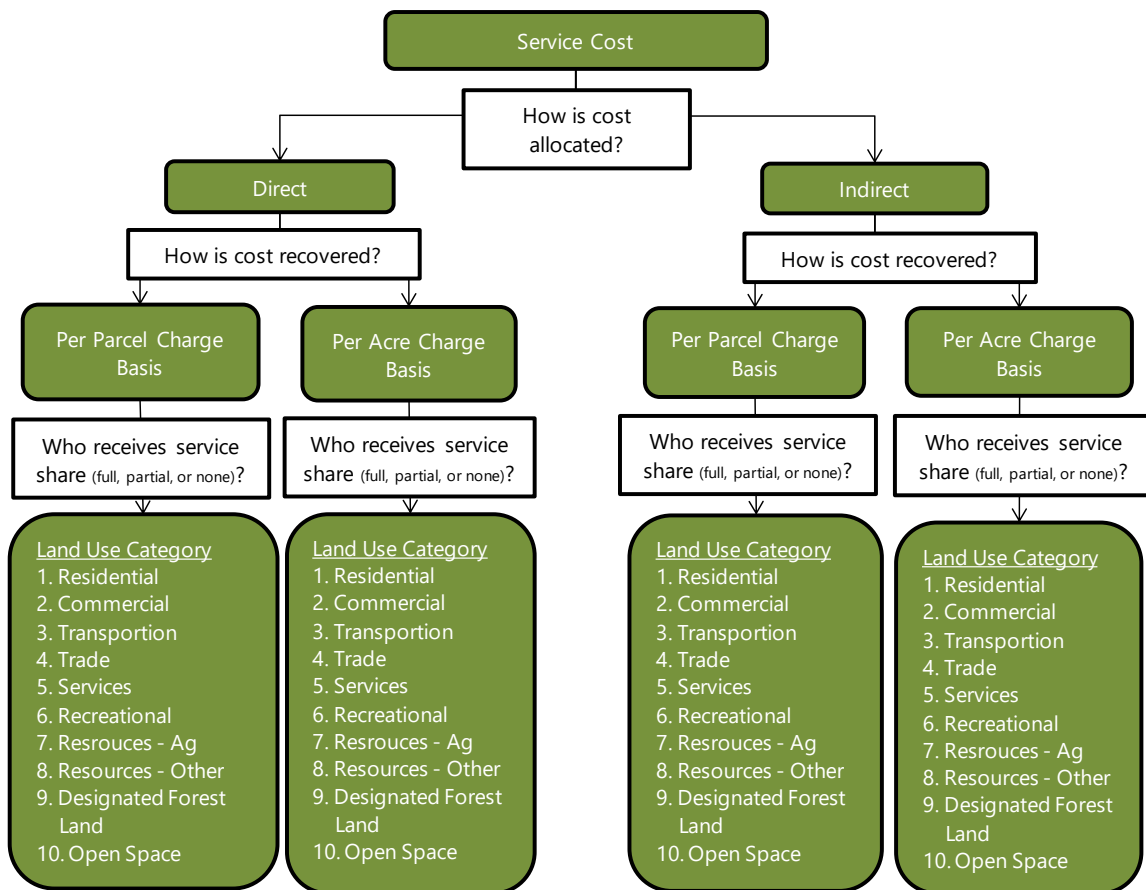 Service Cost
How is cost
allocated?
Direct
Indirect
How is cost recovered?
How is cost recovered?
Per Parcel Charge
Basis
Per Acre Charge
Basis
Per Parcel Charge
Basis
Per Acre Charge
Basis
Who receives service
share (full, partial, or none)?
Who receives service
share (full, partial, or none)?
Who receives service
share (full, partial, or none)?
Who receives service
share (full, partial, or none)?
Land Use Category
1. Residential
2. Commercial
3. Transportion
4. Trade
5. Services
6. Recreational
7. Resrouces - Ag
8. Resources - Other
9. Designated Forest
Land
10. Open Space
Land Use Category
1. Residential
2. Commercial
3. Transportion
4. Trade
5. Services
6. Recreational
7. Resrouces - Ag
8. Resources - Other
9. Designated Forest
Land
10. Open Space
Land Use Category
1. Residential
2. Commercial
3. Transportion
4. Trade
5. Services
6. Recreational
7. Resrouces - Ag
8. Resources - Other
9. Designated Forest
Land
10. Open Space
Land Use Category
1. Residential
2. Commercial
3. Transportion
4. Trade
5. Services
6. Recreational
7. Resrouces - Ag
8. Resources - Other
9. Designated Forest
Land
10. Open Space